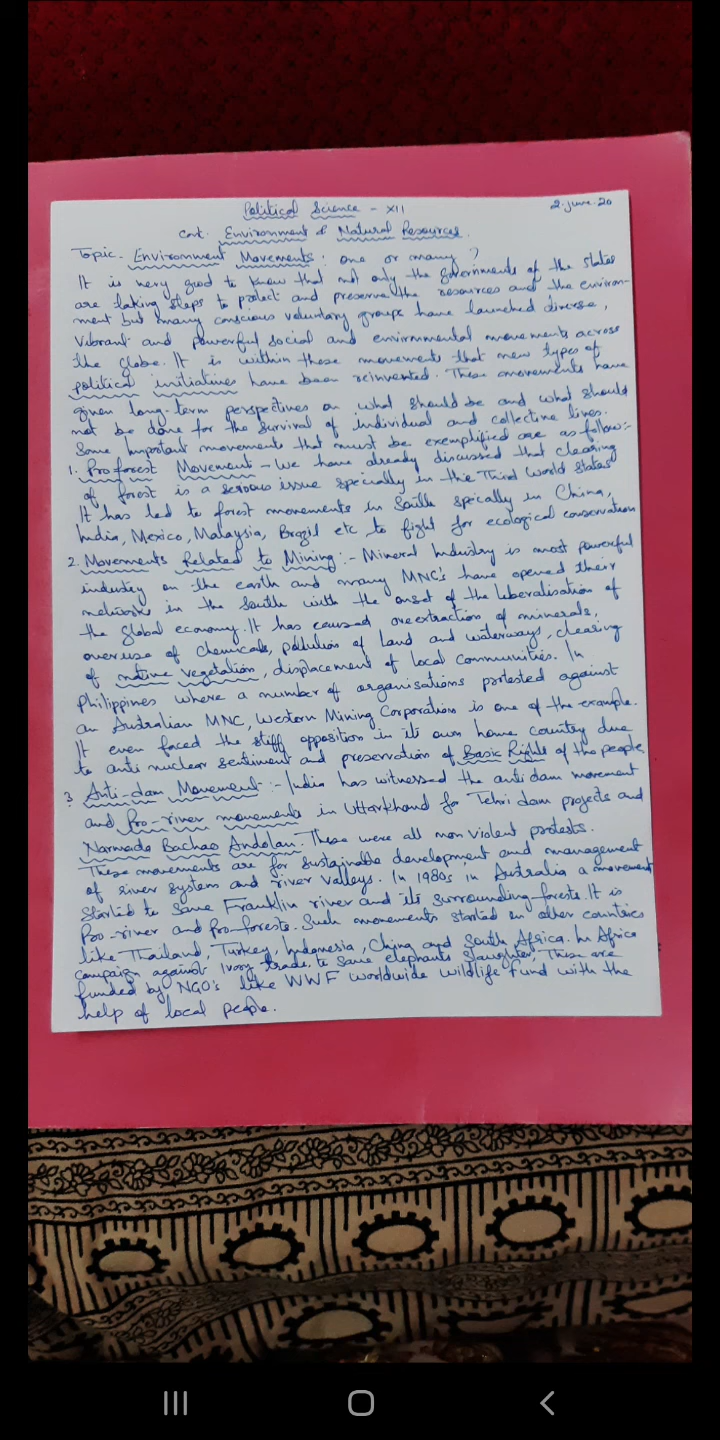 Political Science - XII
2-June-20
Cont. Environment & Natural Resources.
Topic - Environment Movements : one or many ?
It is very good to know that not only the governments of the states
are taking steps to protect and preserve the resources and the environ-
ment but many conscious voluntary groups have launched diverse,
vibrant and powerful social and environmental movements across
the globe. It is within these movements that new types of
political initiatives have been reinvented. These movements have
given long-term perspectives on what should be and what should
not be done for the survival of individual and collective lives.
Some important movements that must be exemplified are as follow:-
1. Pro forest Movement - We have already discussed that clearing
of forest is a serious issue specially in the Third World States
It has led to forest movements in South spically in China,
India, Mexico, Malaysia, Brazil etc to fight for ecological conservation
2. Movements Related to Mining :- Mineral Industry is most powerful
industry on the earth and many MNC's have opened their
networks in the South with the onset of the liberalisation of
the global economy. It has caused overextraction of minerals,
overuse of chemicals, pollution of land and waterways, clearing
of native vegetation, displacement of local communities. In
Philippines where a number of organisations protested against
an Australian MNC, Western Mining Corporation is one of the example.
It even faced the stiff opposition in its own home country due
to anti nuclear sentiment and preservation of Basic Rights of the people
3 Anti-dam Movement :- India has witnessed the anti dam movement
and Pro-river movements in Uttarkhand for Tehri dam projects and
Narmada Bachao Andolan. These were all non violent protests.
These movements are for sustainable development and management
of river system and river valleys. In 1980s in Australia a movement
started to save Franklin river and its surrounding forests. It is
Pro-river and pro-forests. Such movements started in other countries
like Thailand, Turkey, Indonesia, China and South Africa. In Africa
campaign against Ivory trade, to save elephants slaughter. These are
funded by NGO's like WWF worldwide wildlife fund with the
help of local people.